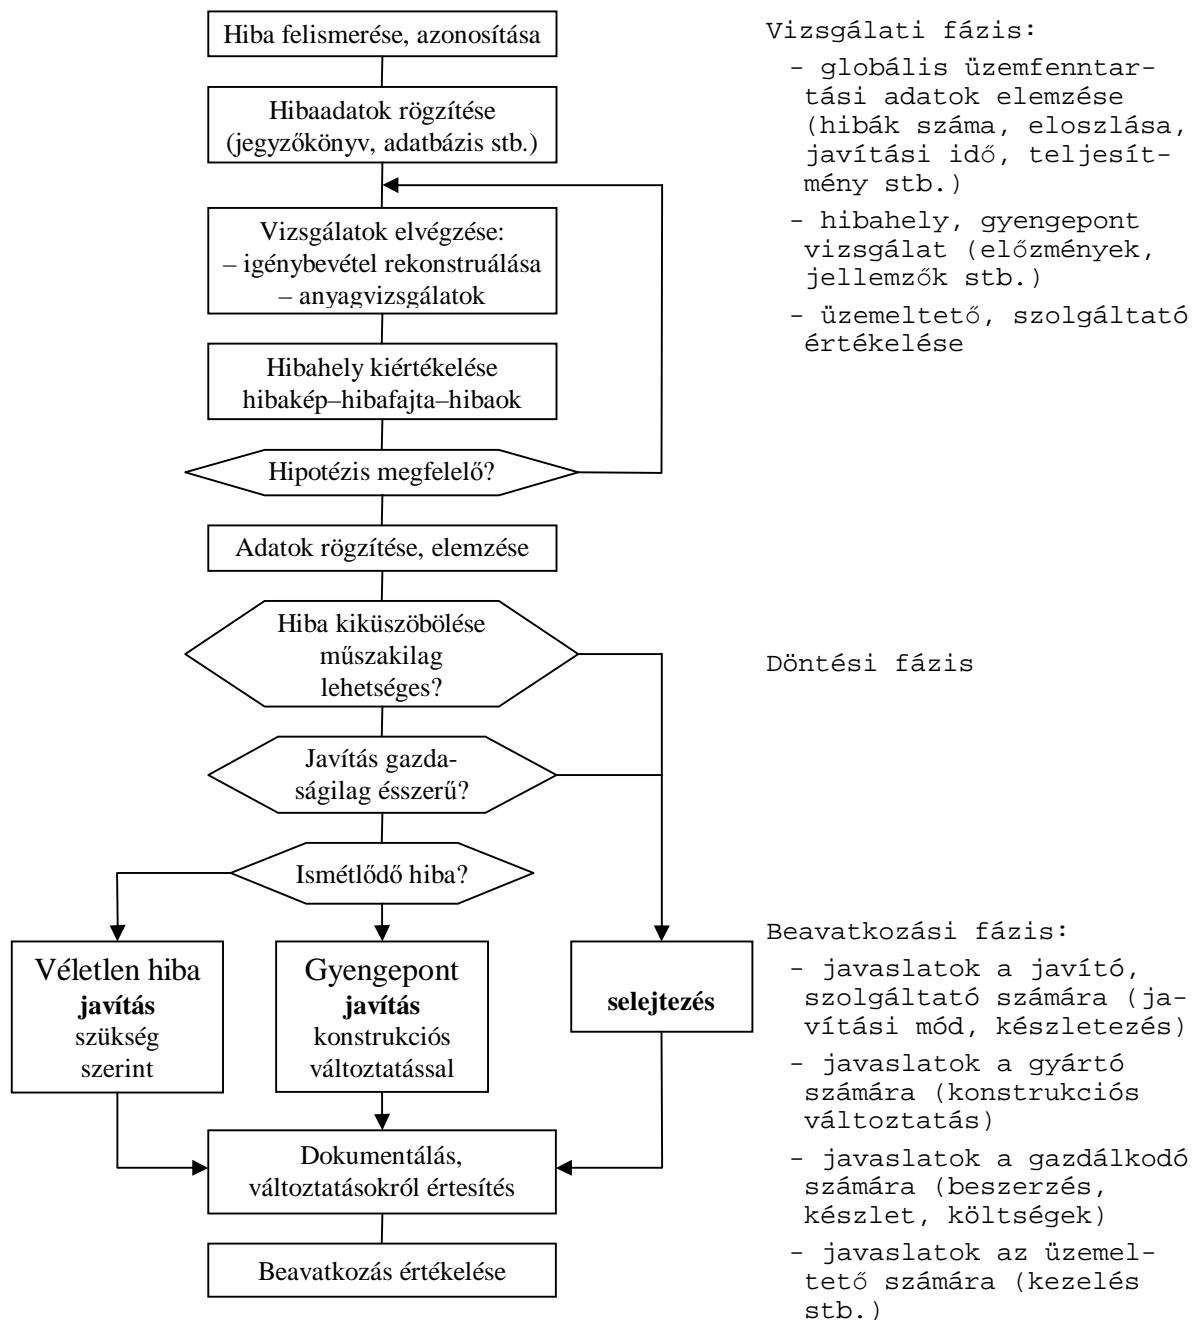 Hiba felismerése, azonosítása
Hibaadatok rögzítése
(jegyzőkönyv, adatbázis stb.)
Vizsgálatok elvégzése:
– igénybevétel rekonstruálása
– anyagvizsgálatok
Hibahely kiértékelése
hibakép–hibafajta–hibaok
Hipotézis megfelelő?
Adatok rögzítése, elemzése
Hiba kiküszöbölése
műszakilag
lehetséges?
Javítás gazda-
ságilag ésszerű?
Ismétlődő hiba?
Véletlen hiba
javítás
szükség
szerint
Gyengepont
javítás
konstrukciós
változtatással
selejtezés
Dokumentálás,
változtatásokról értesítés
Beavatkozás értékelése
Vizsgálati fázis:
- globális üzemfenntar-
tási adatok elemzése
(hibák száma, eloszlása,
javítási idő, teljesít-
mény stb.)
- hibahely, gyengepont
vizsgálat (előzmények,
jellemzők stb.)
- üzemeltető, szolgáltató
értékelése
Döntési fázis
Beavatkozási fázis:
- javaslatok a javító,
szolgáltató számára (ja-
vítási mód, készletezés)
- javaslatok a gyártó
számára (konstrukciós
változtatás)
- javaslatok a gazdálkodó
számára (beszerzés,
készlet, költségek)
- javaslatok az üzemel-
tető számára (kezelés
stb.)